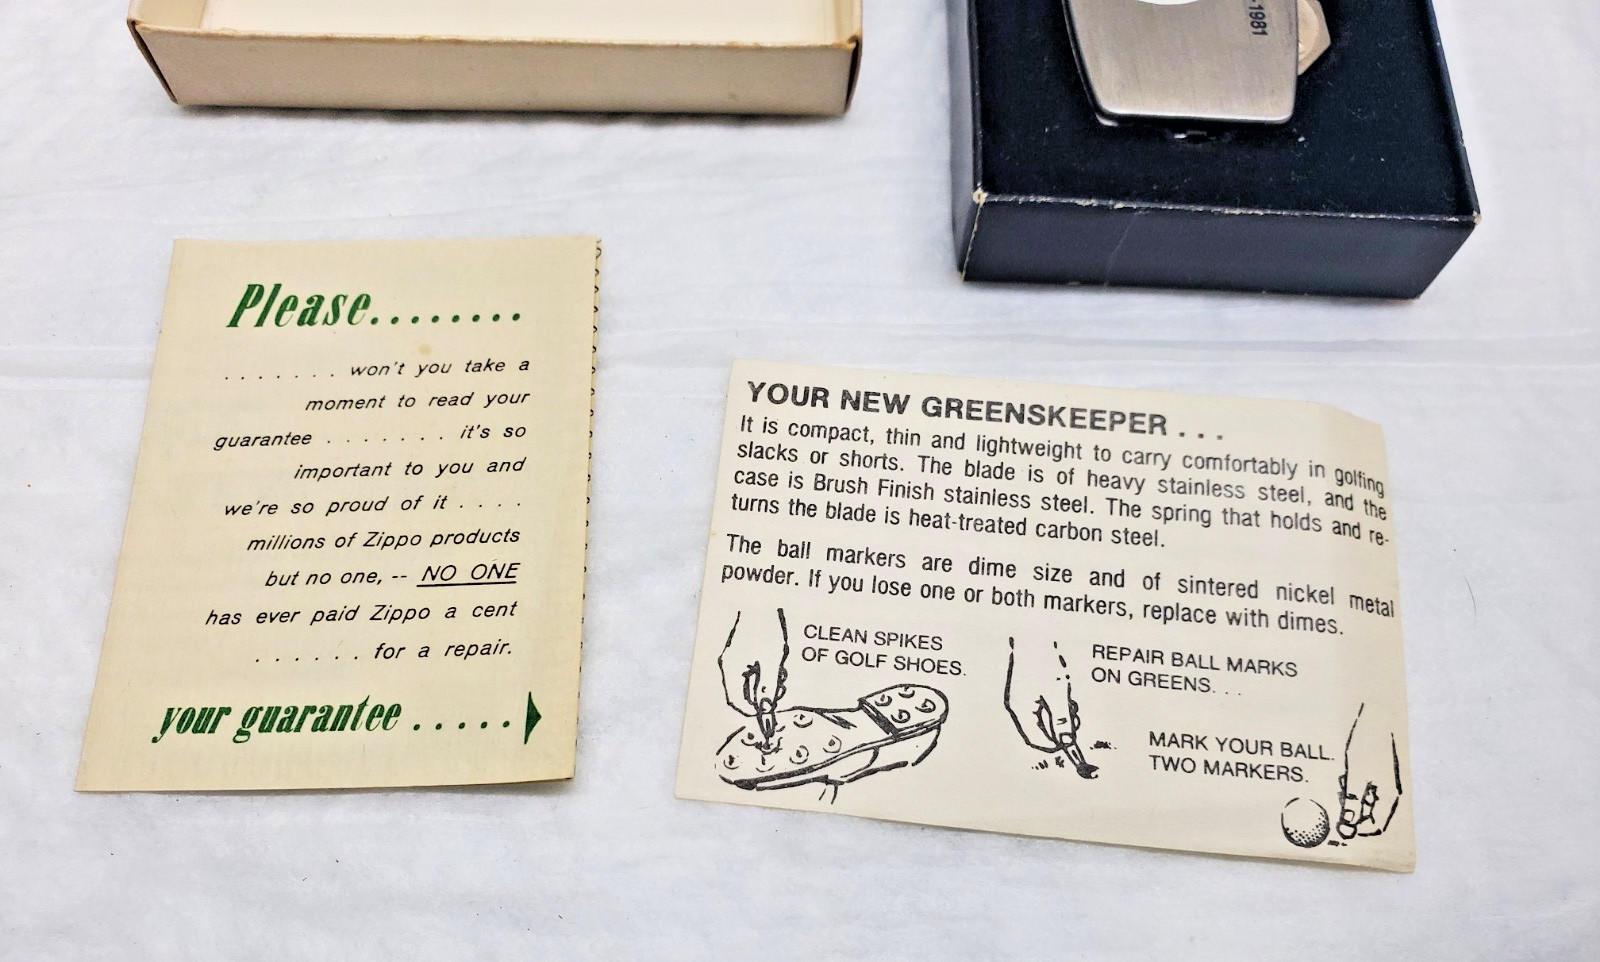 -1981
Please........
....... won't you take a
moment to read your
guarantee ....... it's so
important to you and
we're so proud of it ....
millions of Zippo products
but no one, -- NO ONE
has ever paid Zippo a cent
...... for a repair.
your guarantee .....
YOUR NEW GREENSKEEPER...
It is compact, thin and lightweight to carry comfortably in golfing
slacks or shorts. The blade is of heavy stainless steel, and the
case is Brush Finish stainless steel. The spring that holds and re-
turns the blade is heat-treated carbon steel.
The ball markers are dime size and of sintered nickel metal
powder. If you lose one or both markers, replace with dimes.
CLEAN SPIKES
OF GOLF SHOES.
REPAIR BALL MARKS
ON GREENS...
MARK YOUR BALL.
TWO MARKERS.